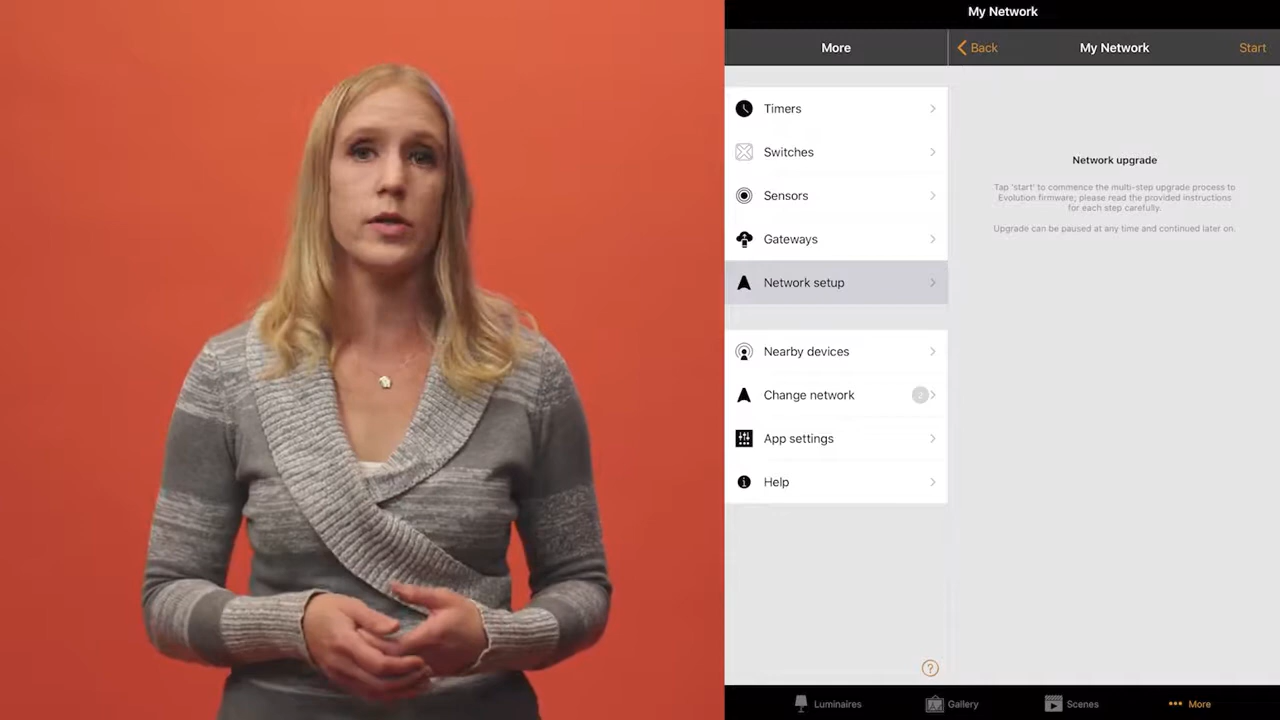 My Network
More
Back
My Network
Start
Timers
Switches
Sensors
Gateways
Network setup
Nearby devices
Change network 2
App settings
Help
Network upgrade
Tap 'start' to commence the multi-step upgrade process to
Evolution firmware; please read the provided instructions
for each step carefully.
Upgrade can be paused at any time and continued later on.
?
Luminaires
Gallery
Scenes
More